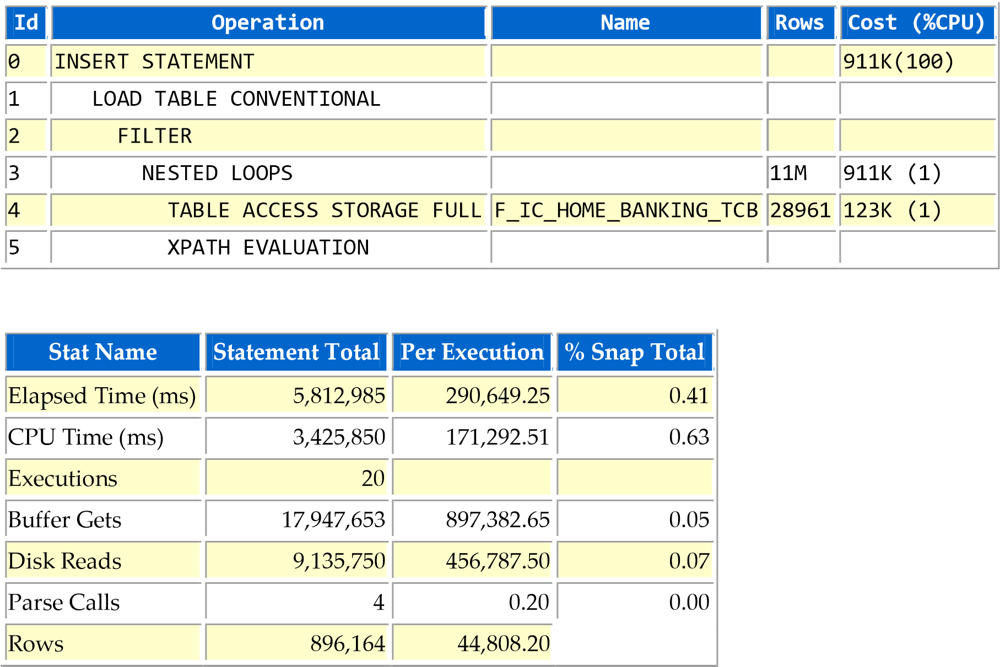 Id Operation Name Rows Cost (%CPU)
0 INSERT STATEMENT 911K(100)
1 LOAD TABLE CONVENTIONAL
2 FILTER
3 NESTED LOOPS 11M 911K (1)
4 TABLE ACCESS STORAGE FULL F_IC_HOME_BANKING_TCB 28961 123K (1)
5 XPATH EVALUATION
Stat Name Statement Total Per Execution % Snap Total
Elapsed Time (ms) 5,812,985 290,649.25 0.41
CPU Time (ms) 3,425,850 171,292.51 0.63
Executions 20
Buffer Gets 17,947,653 897,382.65 0.05
Disk Reads 9,135,750 456,787.50 0.07
Parse Calls 4 0.20 0.00
Rows 896,164 44,808.20